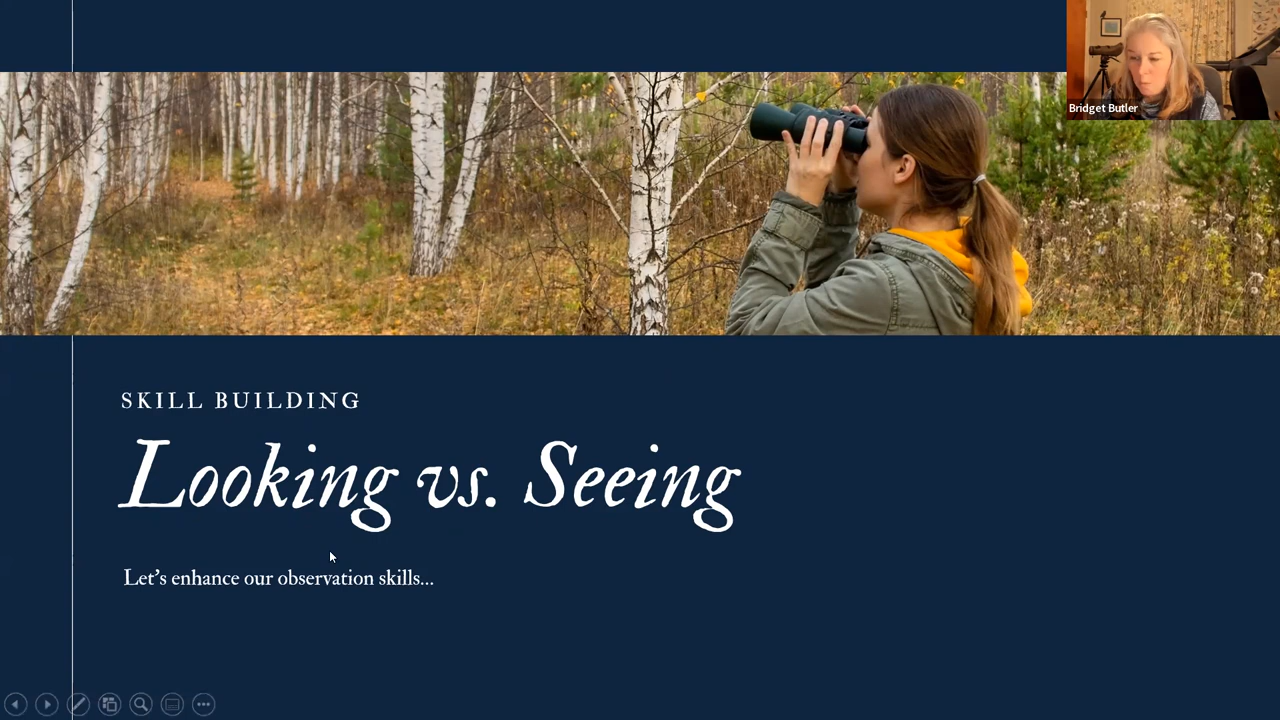 Bridget Butler
SKILL BUILDING
Looking vs. Seeing
Let’s enhance our observation skills...